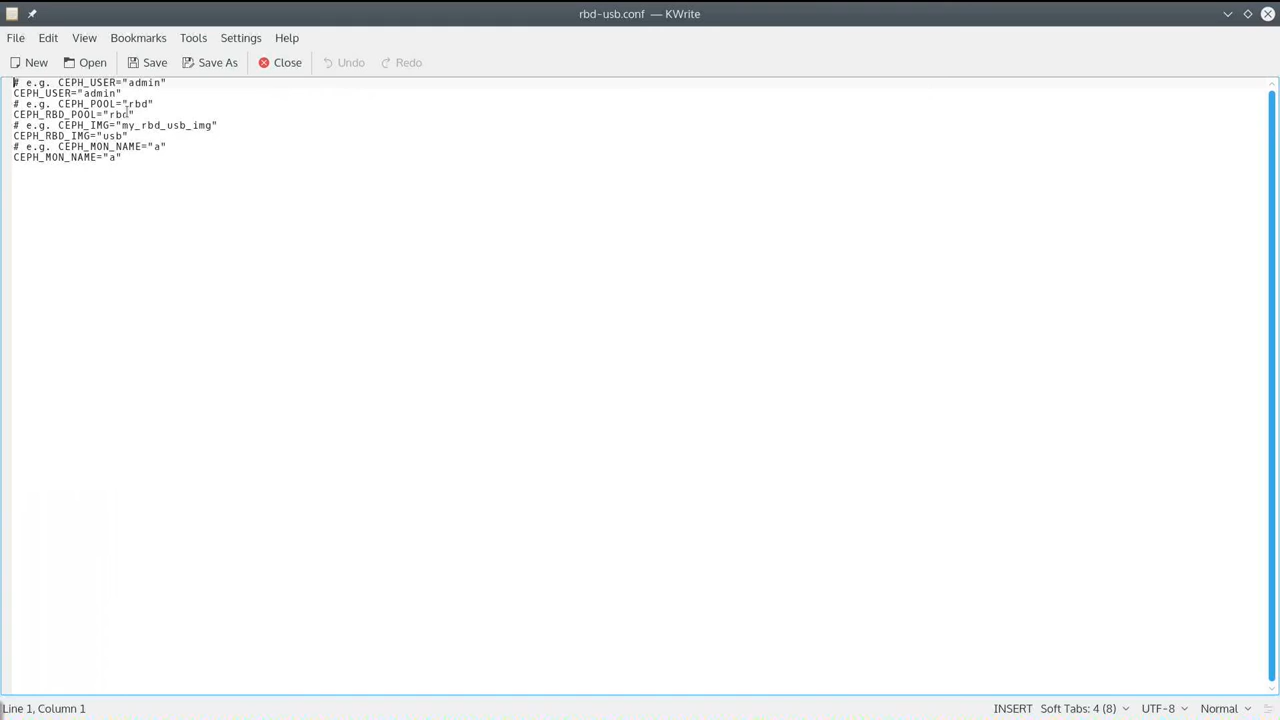 rbd-usb.conf — KWrite
File Edit View Bookmarks Tools Settings Help
New Open Save Save As Close Undo Redo
# e.g. CEPH_USER="admin"
CEPH_USER="admin"
# e.g. CEPH_POOL="rbd"
CEPH_RBD_POOL="rbd"
# e.g. CEPH_IMG="my_rbd_usb_img"
CEPH_RBD_IMG="usb"
# e.g. CEPH_MON_NAME="a"
CEPH_MON_NAME="a"
Line 1, Column 1 INSERT Soft Tabs: 4 (8) UTF-8 Normal